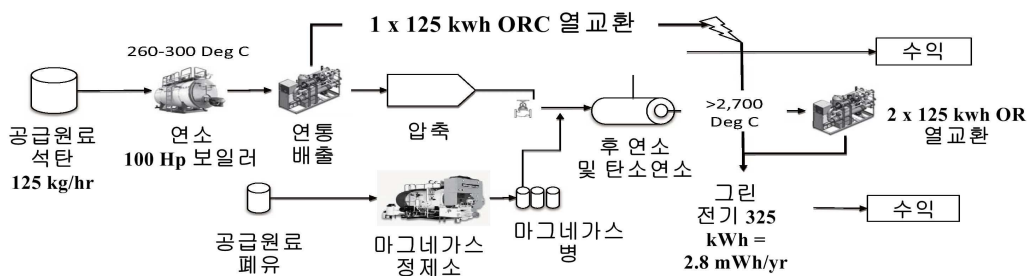 1 x 125 kwh ORC 열교환
260-300 Deg C
수익
공급원료
석탄
125 kg/hr
연소
100 Hp 보일러
연통
배출
압축
후 연소
및 탄소연소
>2,700
Deg C
2 x 125 kwh OR
열교환
공급원료
폐유
마그네가스
정제소
마그네가스
병
그린
전기 325
kWh =
2.8 mWh/yr
수익